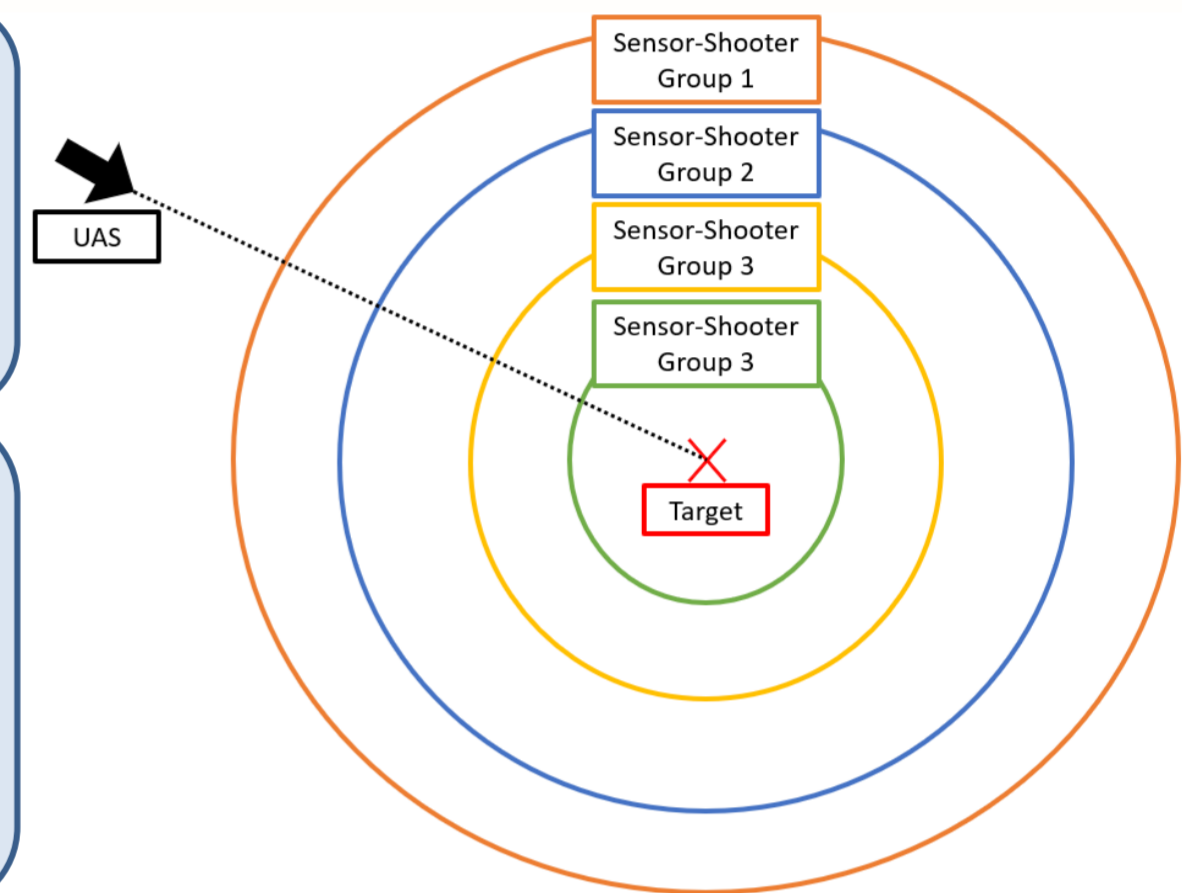 Sensor-Shooter
Group 1
Sensor-Shooter
Group 2
UAS
Sensor-Shooter
Group 3
Sensor-Shooter
Group 3
Target